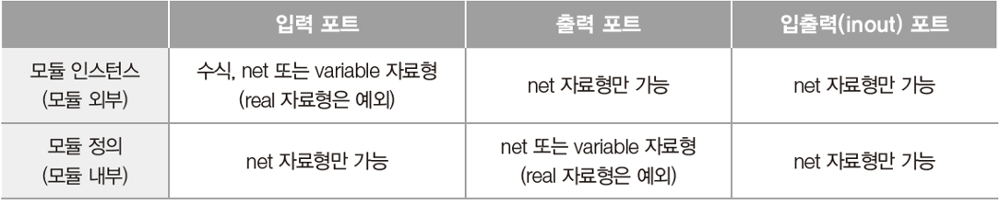 입력 포트
출력 포트
입출력(inout) 포트
모듈 인스턴스
(모듈 외부)
수식, net 또는 variable 자료형
(real 자료형은 예외)
net 자료형만 가능
net 자료형만 가능
모듈 정의
(모듈 내부)
net 자료형만 가능
net 또는 variable 자료형
(real 자료형은 예외)
net 자료형만 가능